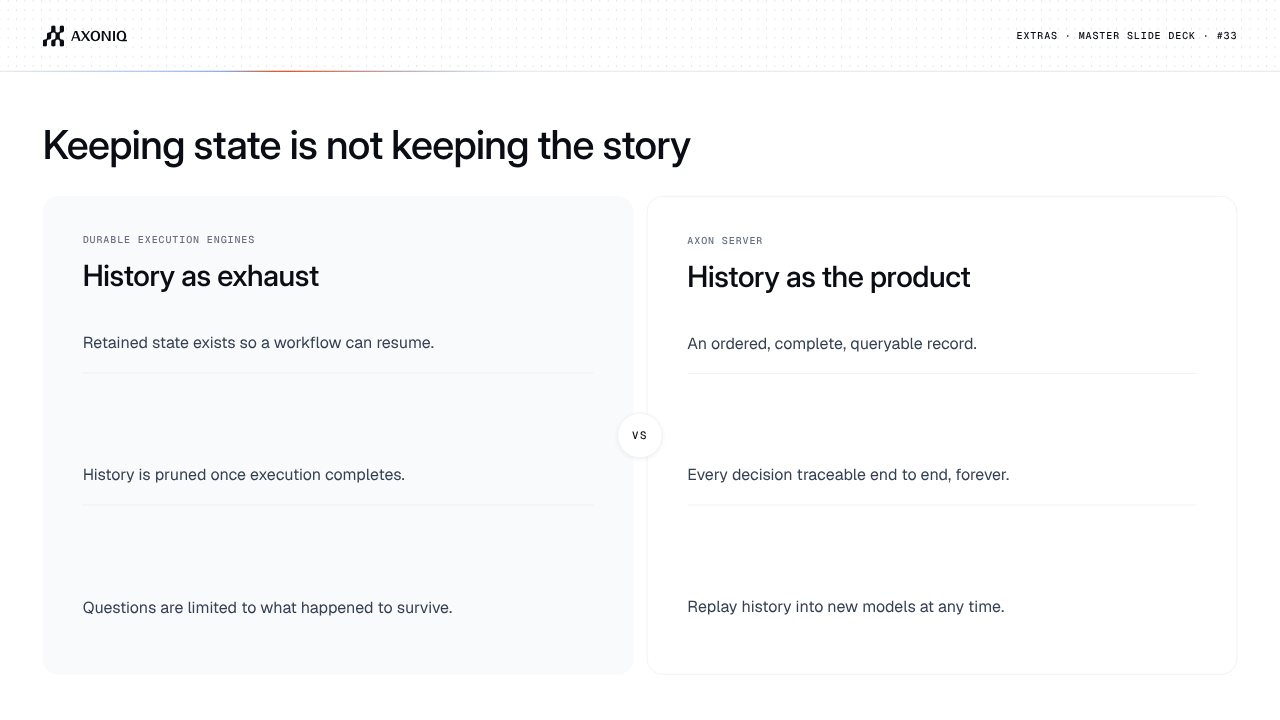 AXONIQ
EXTRAS · MASTER SLIDE DECK · #33
Keeping state is not keeping the story
DURABLE EXECUTION ENGINES
History as exhaust
Retained state exists so a workflow can resume.
History is pruned once execution completes.
Questions are limited to what happened to survive.
VS
AXON SERVER
History as the product
An ordered, complete, queryable record.
Every decision traceable end to end, forever.
Replay history into new models at any time.